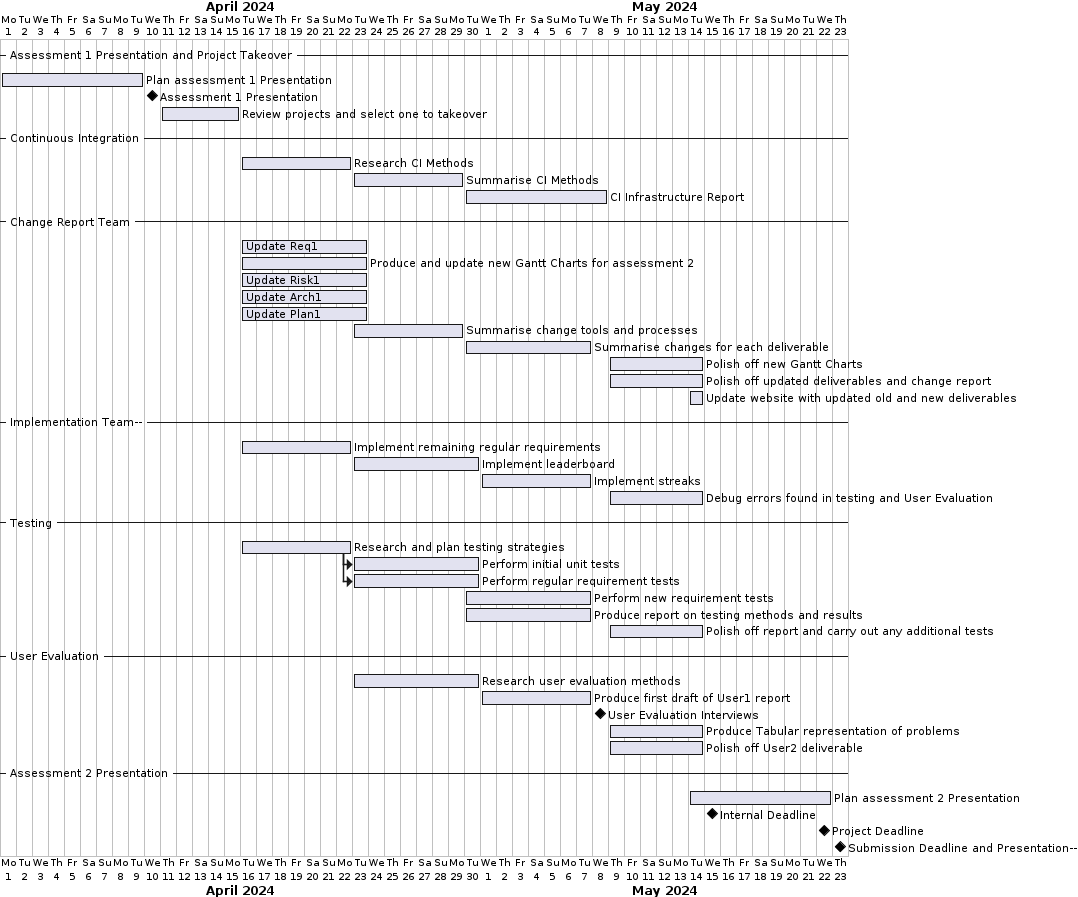 April 2024 May 2024
Mo Tu We Th Fr Sa Su Mo Tu We Th Fr Sa Su Mo Tu We Th Fr Sa Su Mo Tu We Th Fr Sa Su Mo Tu We Th Fr Sa Su Mo Tu We Th Fr Sa Su Mo Tu We Th Fr Sa Su Mo Tu We Th
1 2 3 4 5 6 7 8 9 10 11 12 13 14 15 16 17 18 19 20 21 22 23 24 25 26 27 28 29 30 1 2 3 4 5 6 7 8 9 10 11 12 13 14 15 16 17 18 19 20 21 22 23
Assessment 1 Presentation and Project Takeover
Plan assessment 1 Presentation
Assessment 1 Presentation
Review projects and select one to takeover
Continuous Integration
Research CI Methods
Summarise CI Methods
CI Infrastructure Report
Change Report Team
Update Req1
Produce and update new Gantt Charts for assessment 2
Update Risk1
Update Arch1
Update Plan1
Summarise change tools and processes
Summarise changes for each deliverable
Polish off new Gantt Charts
Polish off updated deliverables and change report
Update website with updated old and new deliverables
Implementation Team--
Implement remaining regular requirements
Implement leaderboard
Implement streaks
Debug errors found in testing and User Evaluation
Testing
Research and plan testing strategies
Perform initial unit tests
Perform regular requirement tests
Perform new requirement tests
Produce report on testing methods and results
Polish off report and carry out any additional tests
User Evaluation
Research user evaluation methods
Produce first draft of User1 report
User Evaluation Interviews
Produce Tabular representation of problems
Polish off User2 deliverable
Assessment 2 Presentation
Plan assessment 2 Presentation
Internal Deadline
Project Deadline
Submission Deadline and Presentation--
Mo Tu We Th Fr Sa Su Mo Tu We Th Fr Sa Su Mo Tu We Th Fr Sa Su Mo Tu We Th Fr Sa Su Mo Tu We Th Fr Sa Su Mo Tu We Th Fr Sa Su Mo Tu We Th Fr Sa Su Mo Tu We Th
1 2 3 4 5 6 7 8 9 10 11 12 13 14 15 16 17 18 19 20 21 22 23 24 25 26 27 28 29 30 1 2 3 4 5 6 7 8 9 10 11 12 13 14 15 16 17 18 19 20 21 22 23
April 2024 May 2024